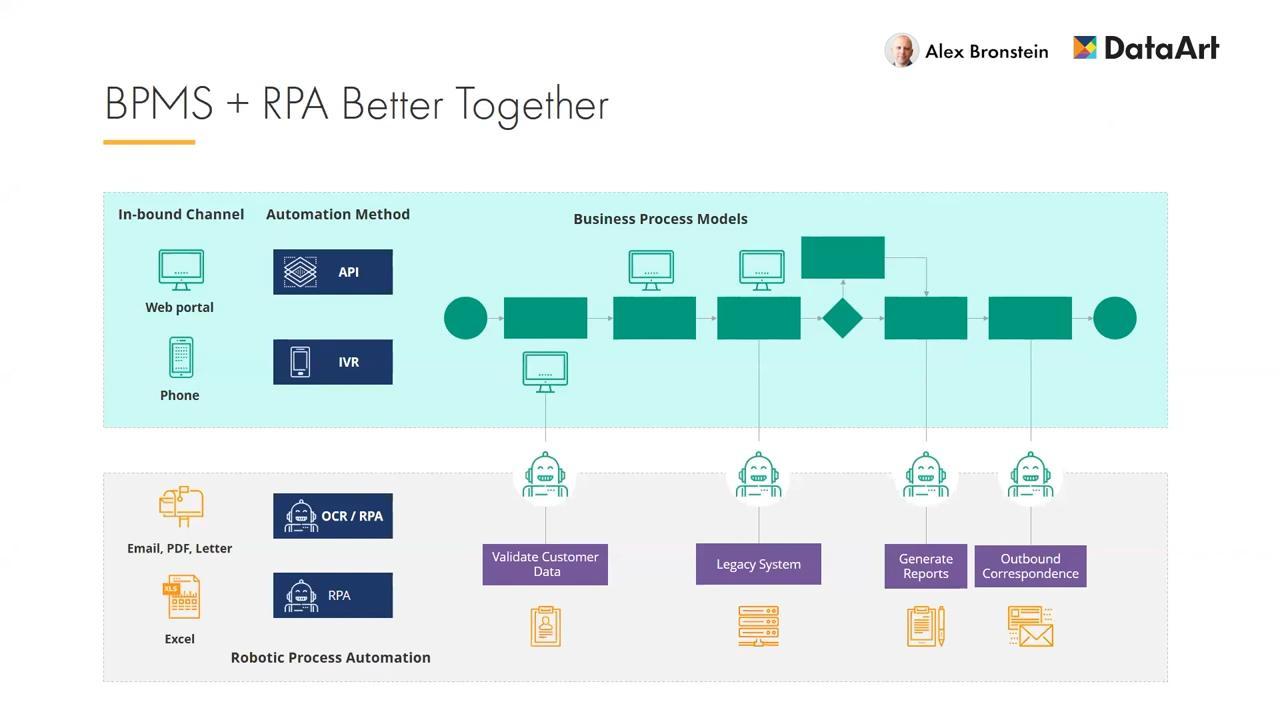 Alex Bronstein
DataArt
BPMS + RPA Better Together
In-bound Channel
Automation Method
Business Process Models
Web portal
API
Phone
IVR
Email, PDF, Letter
OCR / RPA
XLS
Excel
RPA
Robotic Process Automation
Validate Customer
Data
Legacy System
Generate
Reports
Outbound
Correspondence